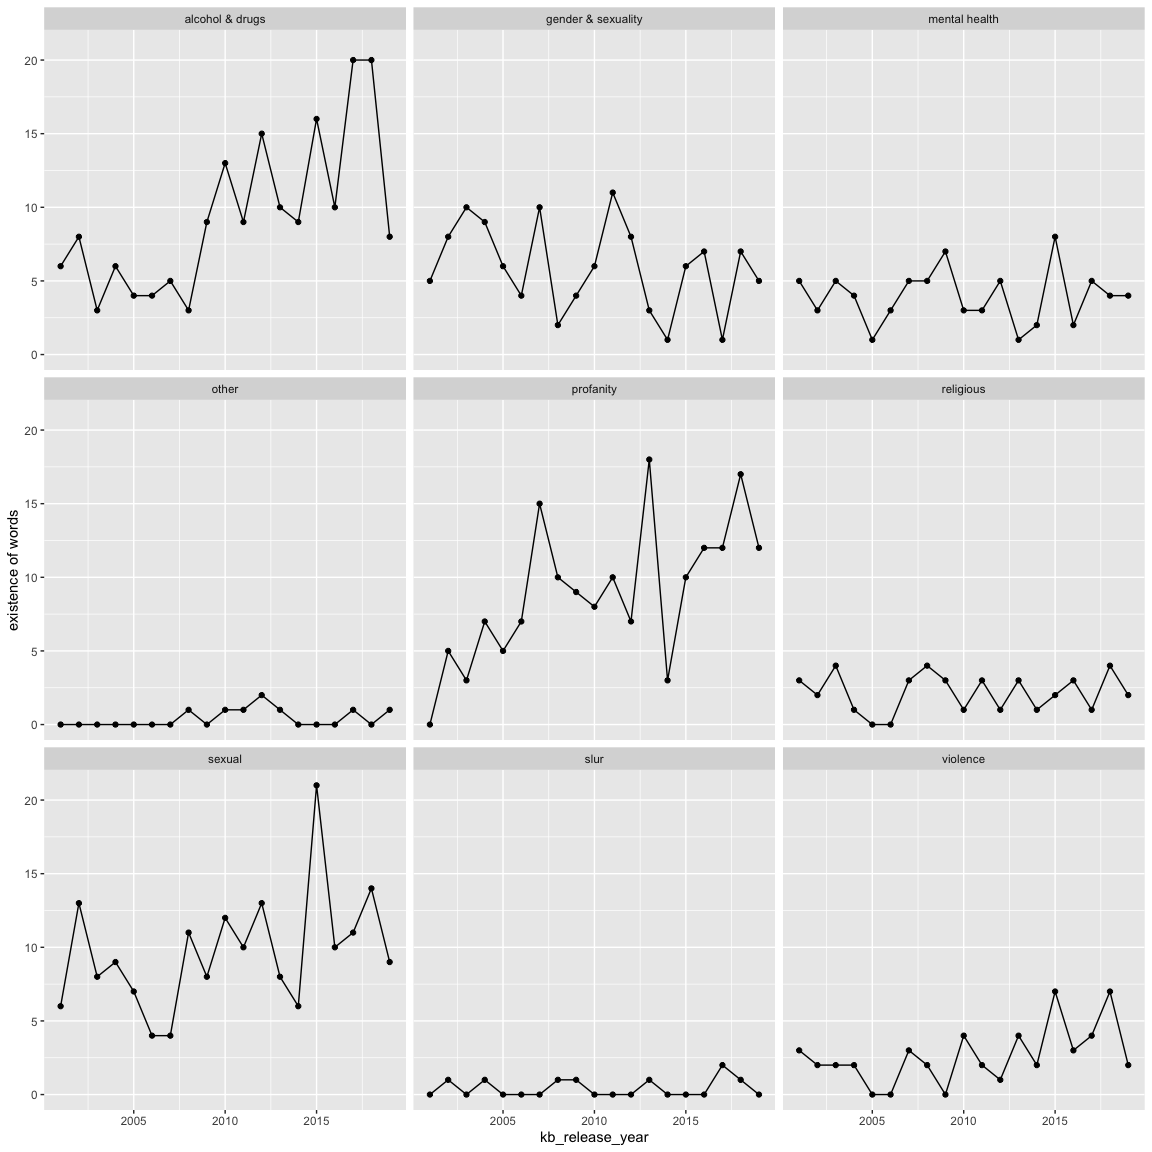 alcohol & drugs
gender & sexuality
mental health
20
15
10
5
0
other
profanity
religious
20
15
10
5
0
existence of words
sexual
slur
violence
20
15
10
5
0
2005 2010 2015
2005 2010 2015
2005 2010 2015
kb_release_year